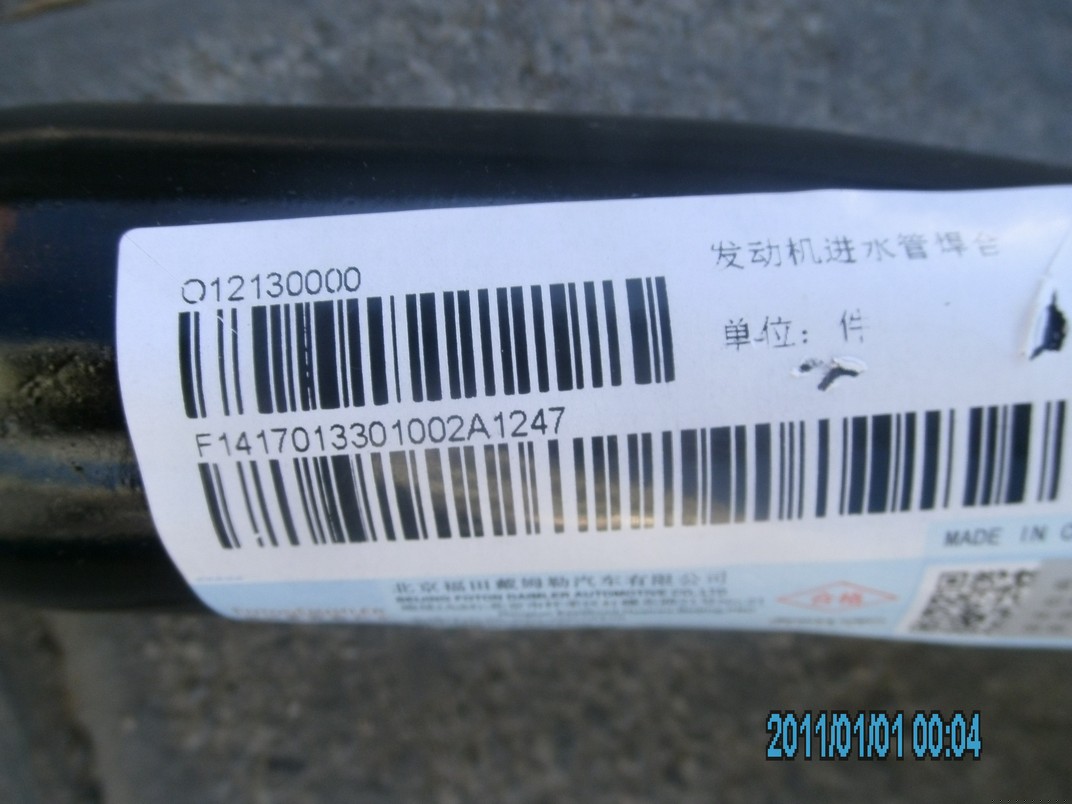 O12130000
发动机进水管焊合
单位：件
F1417013301002A1247
MADE IN C
北京福田戴姆勒汽车有限公司
BEIJING FOTON DAIMLER AUTOMOTIVE CO., LTD
合格
2011/01/01 00:04